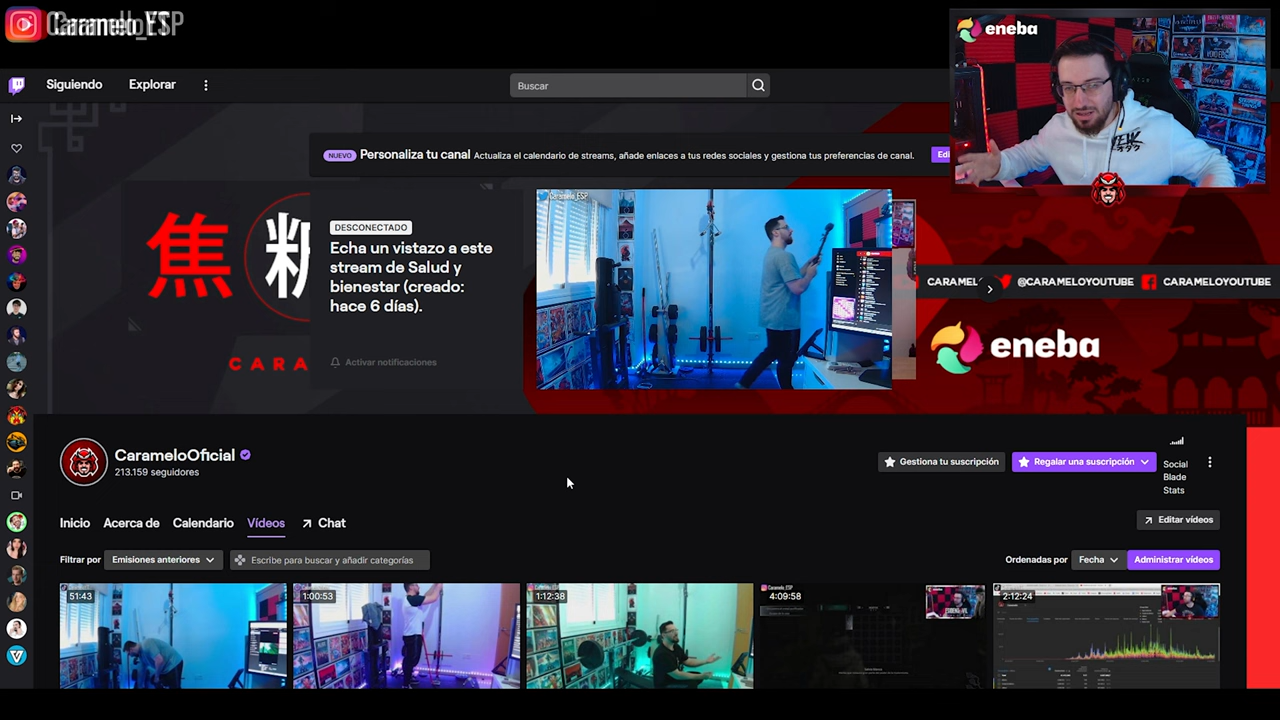 Caramelo_ESP
Siguiendo
Explorar
Buscar
eneba
NUEVO
Personaliza tu canal
Actualiza el calendario de streams, añade enlaces a tus redes sociales y gestiona tus preferencias de canal.
Edi
焦
DESCONECTADO
Echa un vistazo a este
stream de Salud y
bienestar (creado:
hace 6 días).
Activar notificaciones
CARA
Caramelo_ESP
CARAMEL
@CARAMELOYOUTUBE
CARAMELOYOUTUBE
eneba
CarameloOficial
213.159 seguidores
Gestiona tu suscripción
Regalar una suscripción
Social
Blade
Stats
Inicio
Acerca de
Calendario
Vídeos
Chat
Editar vídeos
Filtrar por
Emisiones anteriores
Escribe para buscar y añadir categorías
Ordenadas por
Fecha
Administrar vídeos
51:43
1:00:53
1:12:38
4:09:58
2:12:24